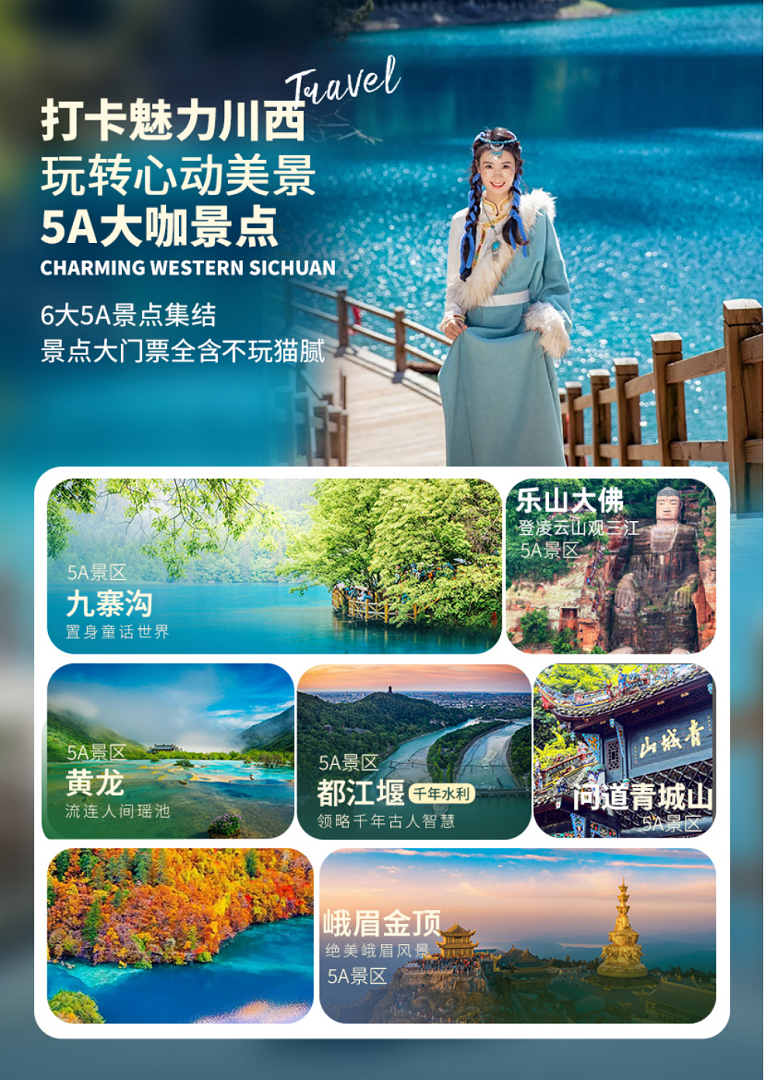 Travel
打卡魅力川西
玩转心动美景
5A大咖景点
CHARMING WESTERN SICHUAN
6大5A景点集结
景点大门票全含不玩猫腻
5A景区
九寨沟
置身童话世界
乐山大佛
登凌云山观三江
5A景区
5A景区
黄龙
流连人间瑶池
5A景区
都江堰 千年水利
领略千年古人智慧
山城青
问道青城山
5A景区
峨眉金顶
绝美峨眉风景
5A景区